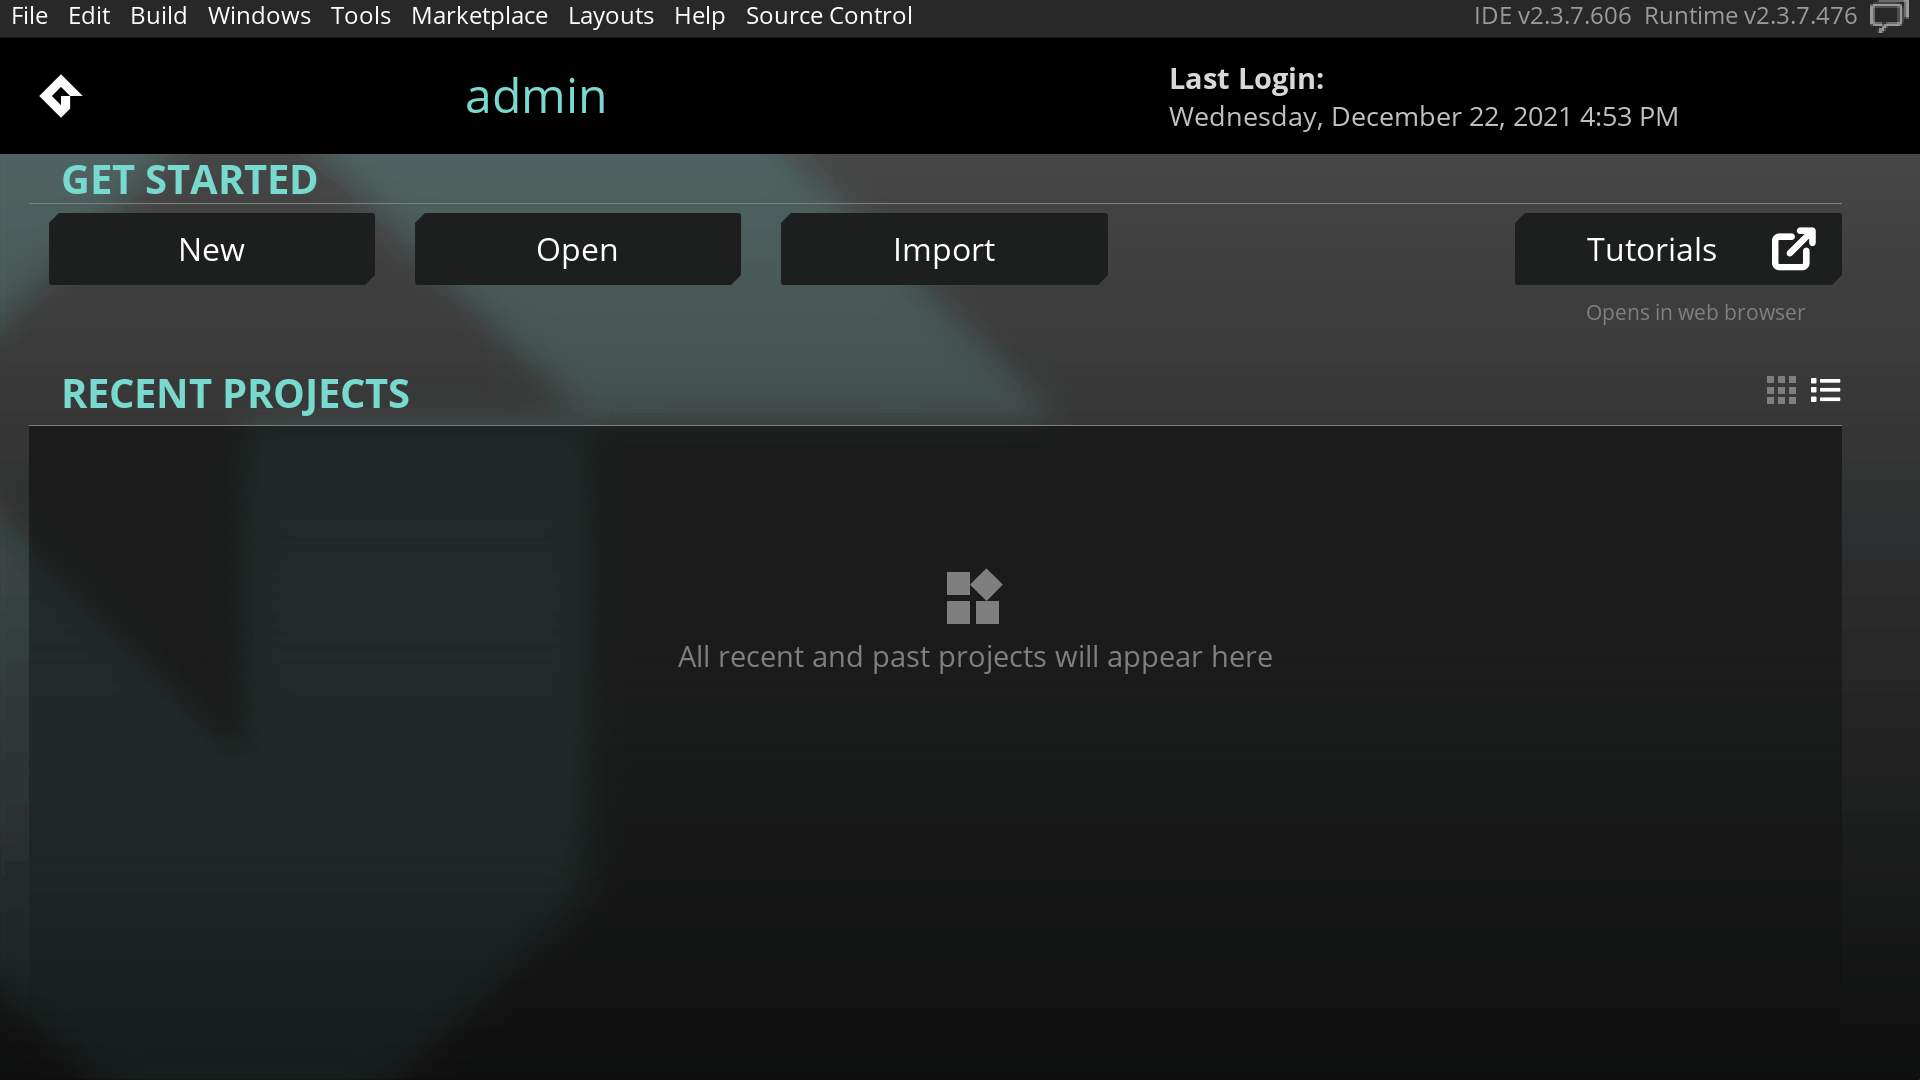 File Edit Build Windows Tools Marketplace Layouts Help Source Control IDE v2.3.7.606 Runtime v2.3.7.476
admin
Last Login:
Wednesday, December 22, 2021 4:53 PM
GET STARTED
New Open Import Tutorials
Opens in web browser
RECENT PROJECTS
All recent and past projects will appear here